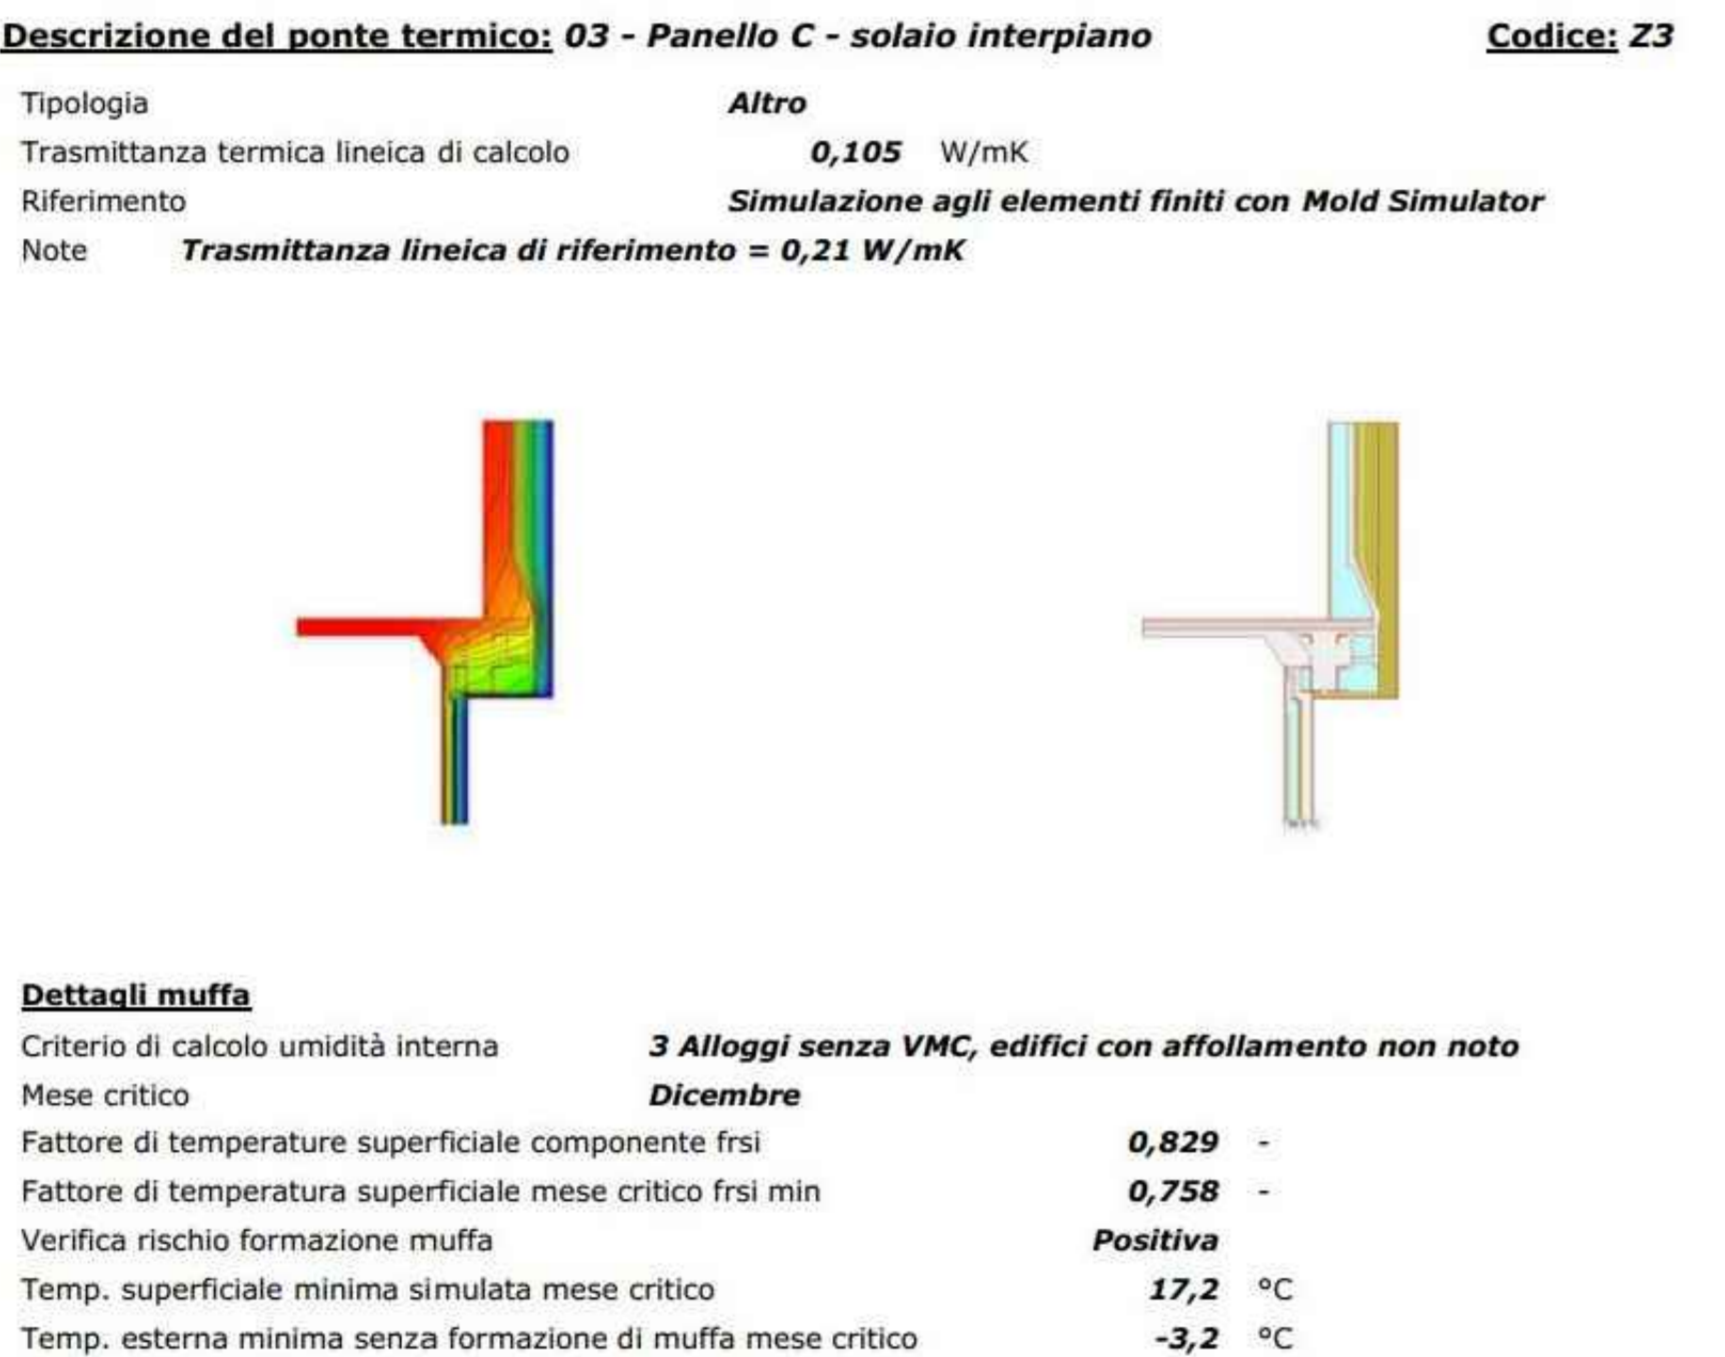 Descrizione del ponte termico: 03 - Panello C - solaio interpiano Codice: Z3
Tipologia Altro
Trasmittanza termica lineica di calcolo 0,105 W/mK
Riferimento Simulazione agli elementi finiti con Mold Simulator
Note Trasmittanza lineica di riferimento = 0,21 W/mK
Dettagli muffa
Criterio di calcolo umidità interna 3 Alloggi senza VMC, edifici con affollamento non noto
Mese critico Dicembre
Fattore di temperature superficiale componente frsi 0,829 -
Fattore di temperatura superficiale mese critico frsi min 0,758 -
Verifica rischio formazione muffa Positiva
Temp. superficiale minima simulata mese critico 17,2 °C
Temp. esterna minima senza formazione di muffa mese critico -3,2 °C